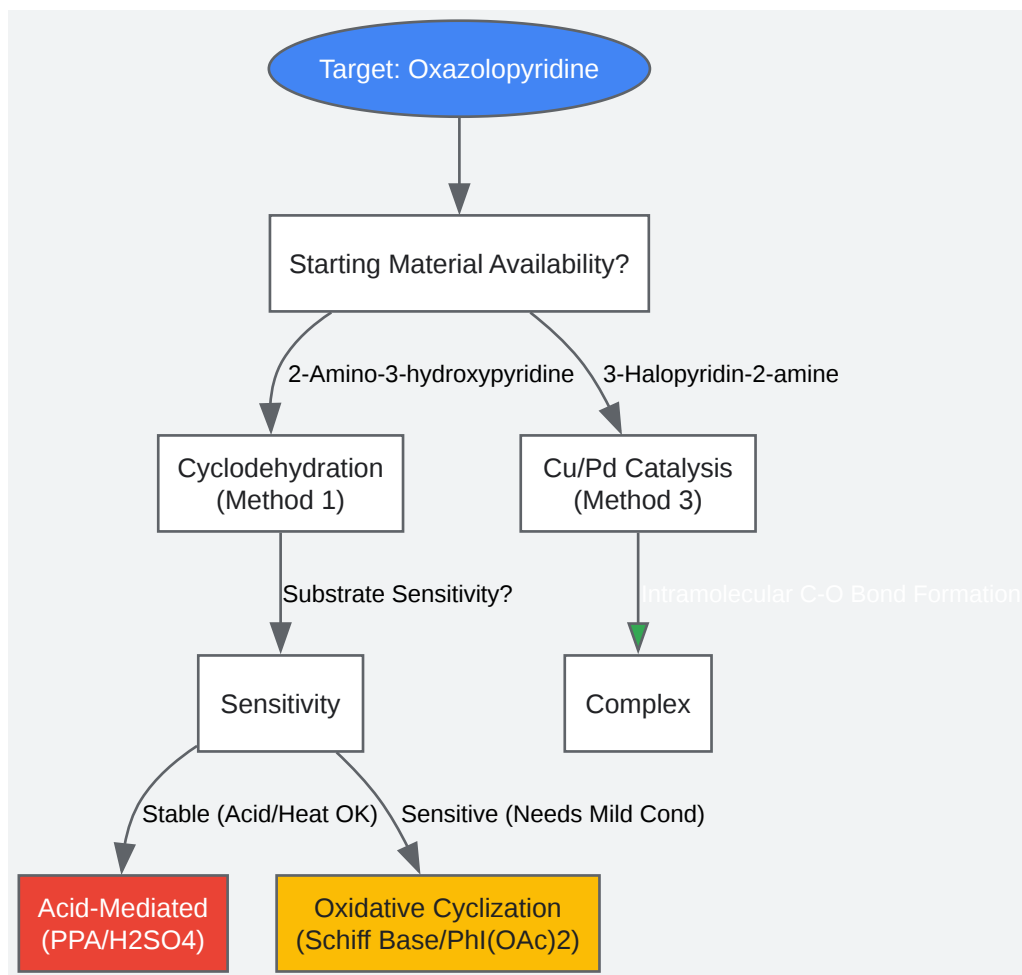 Target: Oxazolopyridine
Starting Material Availability?
2-Amino-3-hydroxypyridine
3-Halopyridin-2-amine
Cyclodehydration
(Method 1)
Cu/Pd Catalysis
(Method 3)
Substrate Sensitivity?
Intramolecular C-O Bond Formation
Sensitivity
Complex
Stable (Acid/Heat OK)
Sensitive (Needs Mild Cond)
Acid-Mediated
(PPA/H2SO4)
Oxidative Cyclization
(Schiff Base/PhI(OAc)2)